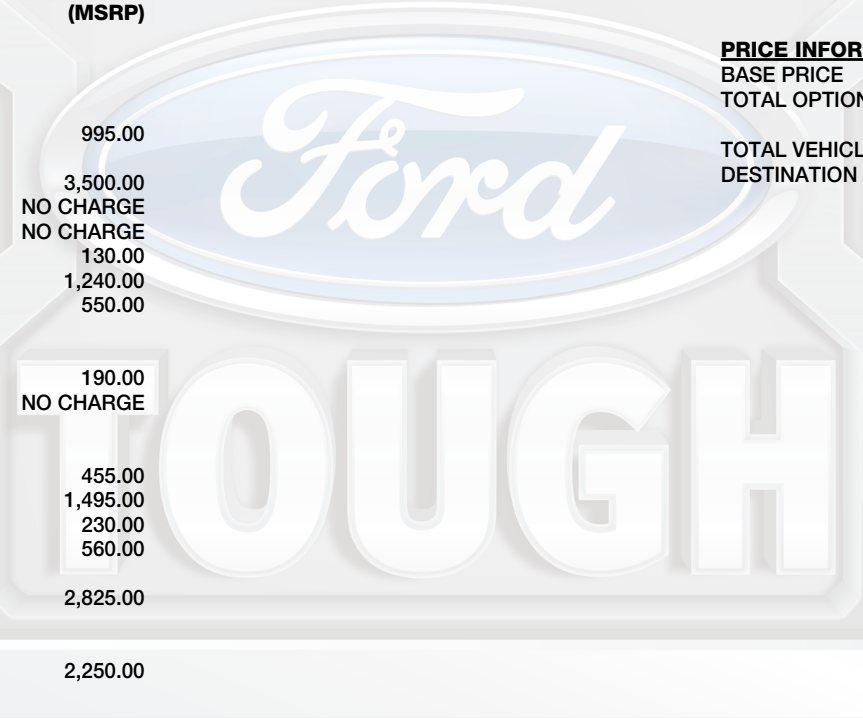 (MSRP)
995.00
3,500.00
NO CHARGE
NO CHARGE
130.00
1,240.00
550.00
190.00
NO CHARGE
455.00
1,495.00
230.00
560.00
2,825.00
2,250.00
PRICE INFOR
BASE PRICE
TOTAL OPTION
TOTAL VEHICL
DESTINATION
Ford
TOUGH